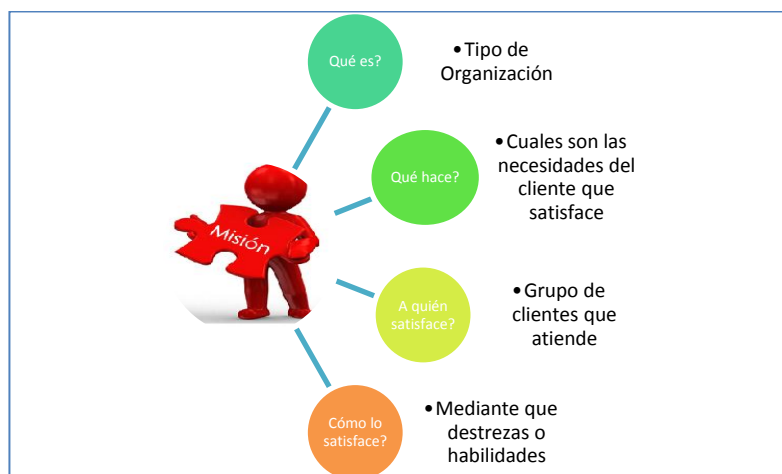 Qué es?
•Tipo de
Organización
Misión
Qué hace?
•Cuales son las
necesidades del
cliente que
satisface
A quién
satisface?
•Grupo de
clientes que
atiende
Cómo lo
satisface?
•Mediante que
destrezas o
habilidades